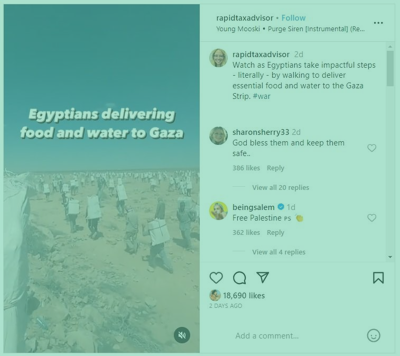 rapidtaxadvisor • Follow
Young Mooski • Purge Siren [Instrumental] (Re...
Egyptians delivering
food and water to Gaza
rapidtaxadvisor 2d
Watch as Egyptians take impactful steps
- literally - by walking to deliver
essential food and water to the Gaza
Strip. #war
sharonsherry33 2d
God bless them and keep them
safe..
386 likes Reply
View all 20 replies
beingsalem 1d
Free Palestine PS
362 likes Reply
View all 4 replies
18,690 likes
2 DAYS AGO
Add a comment...